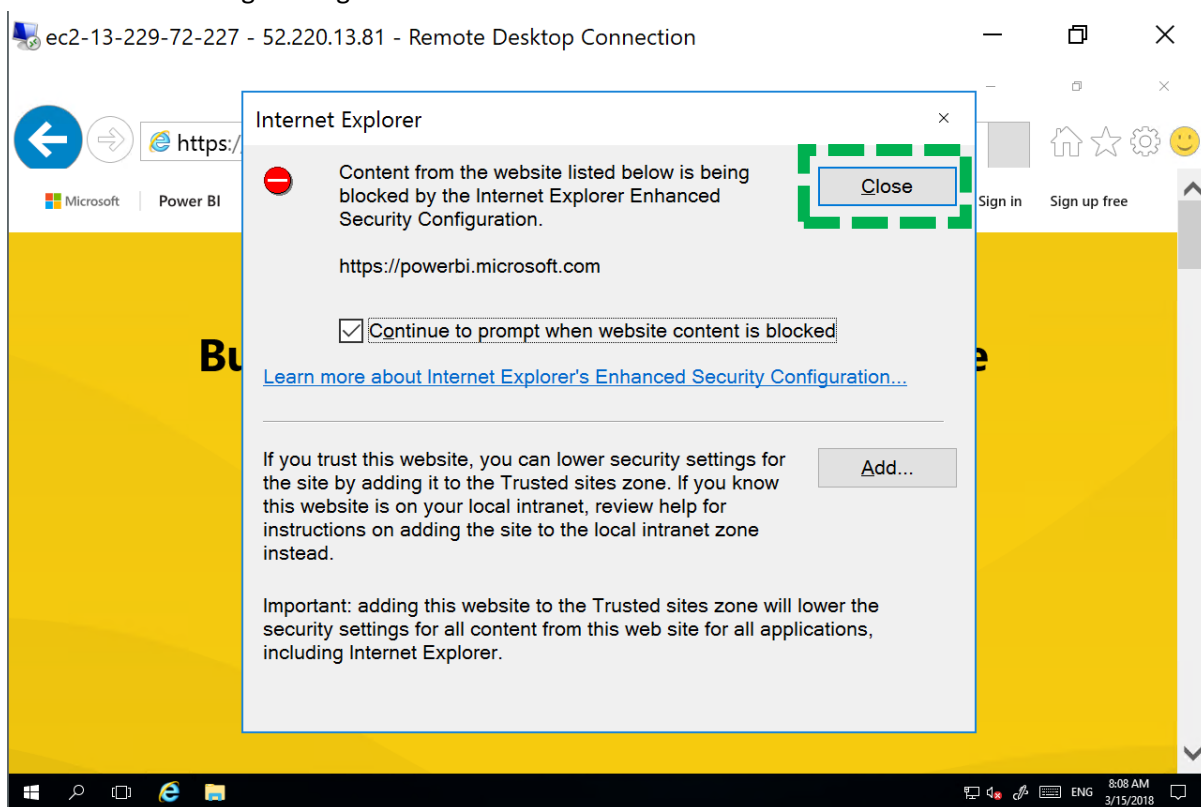 ec2-13-229-72-227 - 52.220.13.81 - Remote Desktop Connection
https:/
Internet Explorer
Microsoft Power BI
Sign in Sign up free
Content from the website listed below is being
blocked by the Internet Explorer Enhanced
Security Configuration.
Close
https://powerbi.microsoft.com
Continue to prompt when website content is blocked
Bu
e
Learn more about Internet Explorer's Enhanced Security Configuration...
If you trust this website, you can lower security settings for
the site by adding it to the Trusted sites zone. If you know
this website is on your local intranet, review help for
instructions on adding the site to the local intranet zone
instead.
Add...
Important: adding this website to the Trusted sites zone will lower the
security settings for all content from this web site for all applications,
including Internet Explorer.
ENG
8:08 AM
3/15/2018